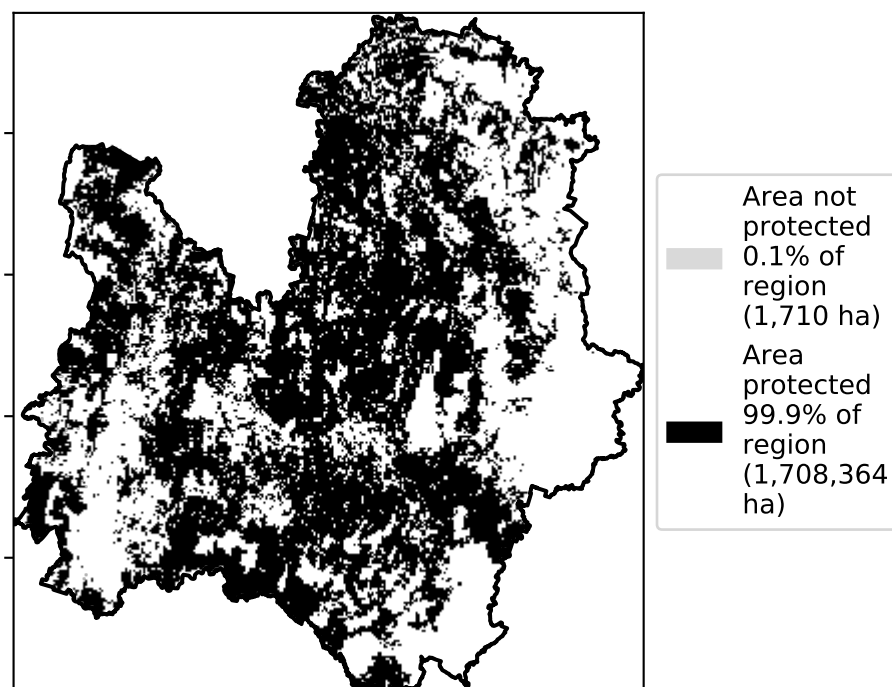 Area not
protected
0.1% of
region
(1,710 ha)
Area
protected
99.9% of
region
(1,708,364
ha)